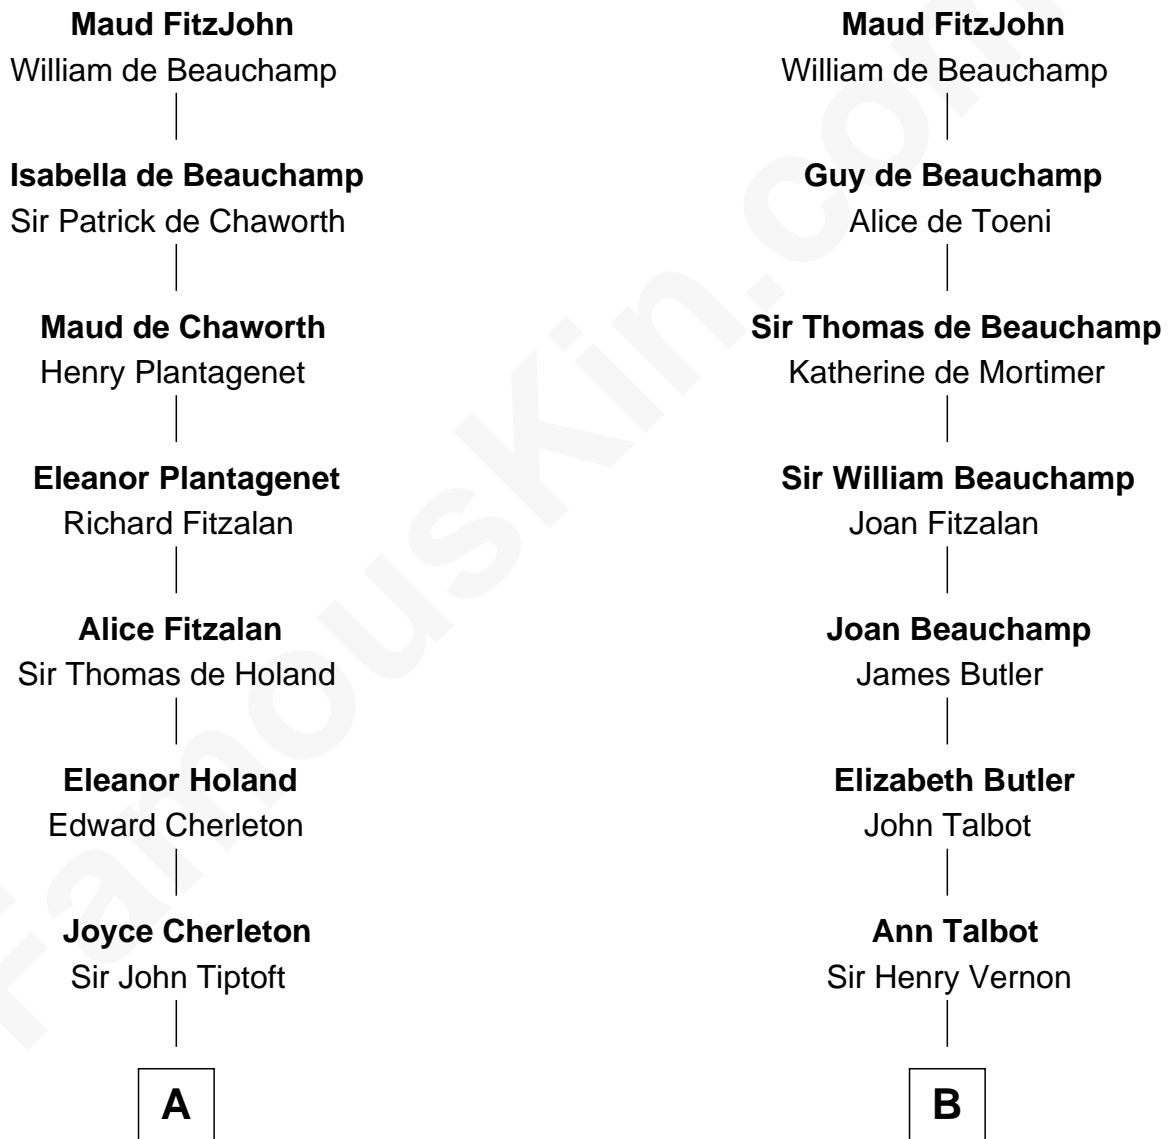 Maud FitzJohn
William de Beauchamp
Isabella de Beauchamp
Sir Patrick de Chaworth
Maud de Chaworth
Henry Plantagenet
Eleanor Plantagenet
Richard Fitzalan
Alice Fitzalan
Sir Thomas de Holand
Eleanor Holand
Edward Cherleton
Joyce Cherleton
Sir John Tiptoft
A
Maud FitzJohn
William de Beauchamp
Guy de Beauchamp
Alice de Toeni
Sir Thomas de Beauchamp
Katherine de Mortimer
Sir William Beauchamp
Joan Fitzalan
Joan Beauchamp
James Butler
Elizabeth Butler
John Talbot
Ann Talbot
Sir Henry Vernon
B
FamousKin.com